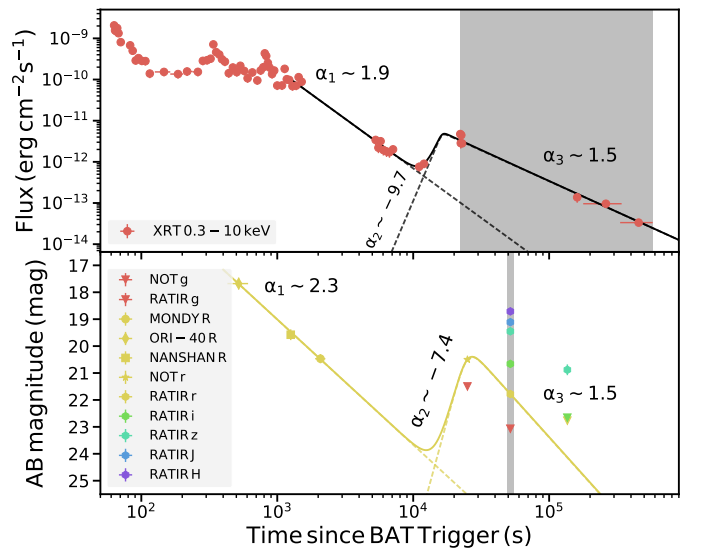 Flux (erg cm⁻² s⁻¹)
10⁻⁹
10⁻¹⁰
10⁻¹¹
10⁻¹²
10⁻¹³
10⁻¹⁴
α₁ ~ 1.9
α₂ ~ −9.7
α₃ ~ 1.5
XRT 0.3 − 10 keV
AB magnitude (mag)
17
18
19
20
21
22
23
24
25
NOT g
RATIR g
MONDY R
ORI − 40 R
NANSHAN R
NOT r
RATIR r
RATIR i
RATIR z
RATIR J
RATIR H
α₁ ~ 2.3
α₂ ~ −7.4
α₃ ~ 1.5
10² 10³ 10⁴ 10⁵
Time since BAT Trigger (s)